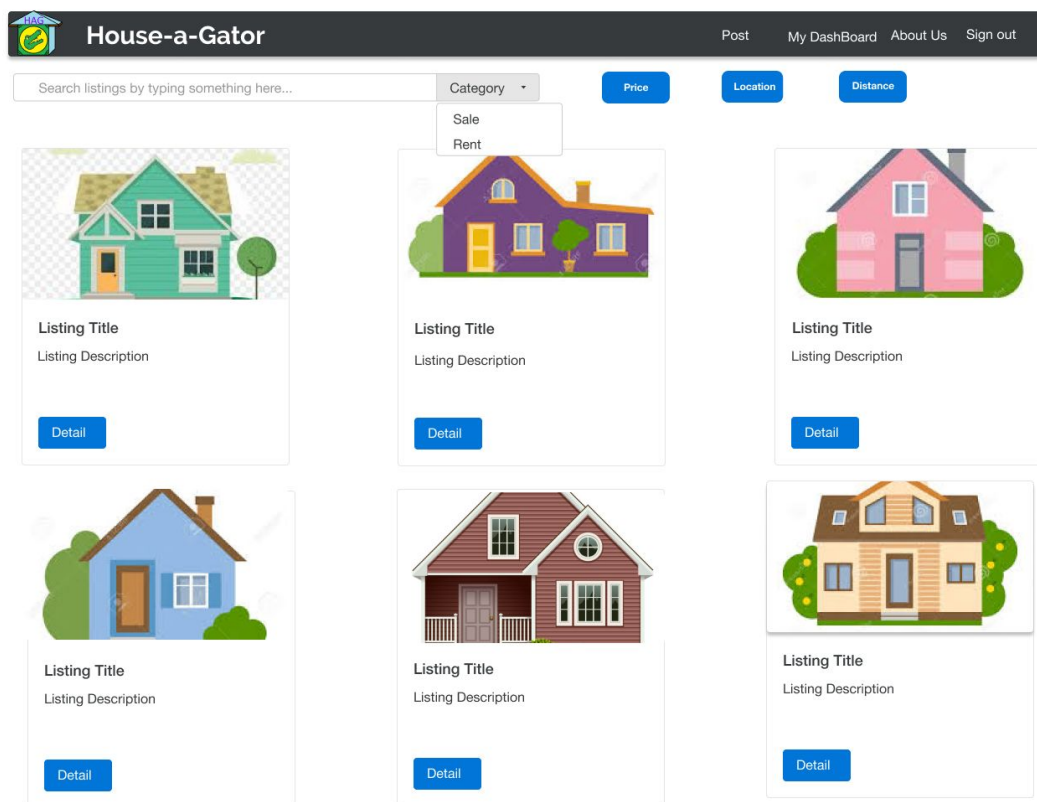 HAG
House-a-Gator
Post
My DashBoard
About Us
Sign out
Search listings by typing something here...
Category
Price
Location
Distance
Sale
Rent
Listing Title
Listing Description
Detail
Listing Title
Listing Description
Detail
Listing Title
Listing Description
Detail
Listing Title
Listing Description
Detail
Listing Title
Listing Description
Detail
Listing Title
Listing Description
Detail